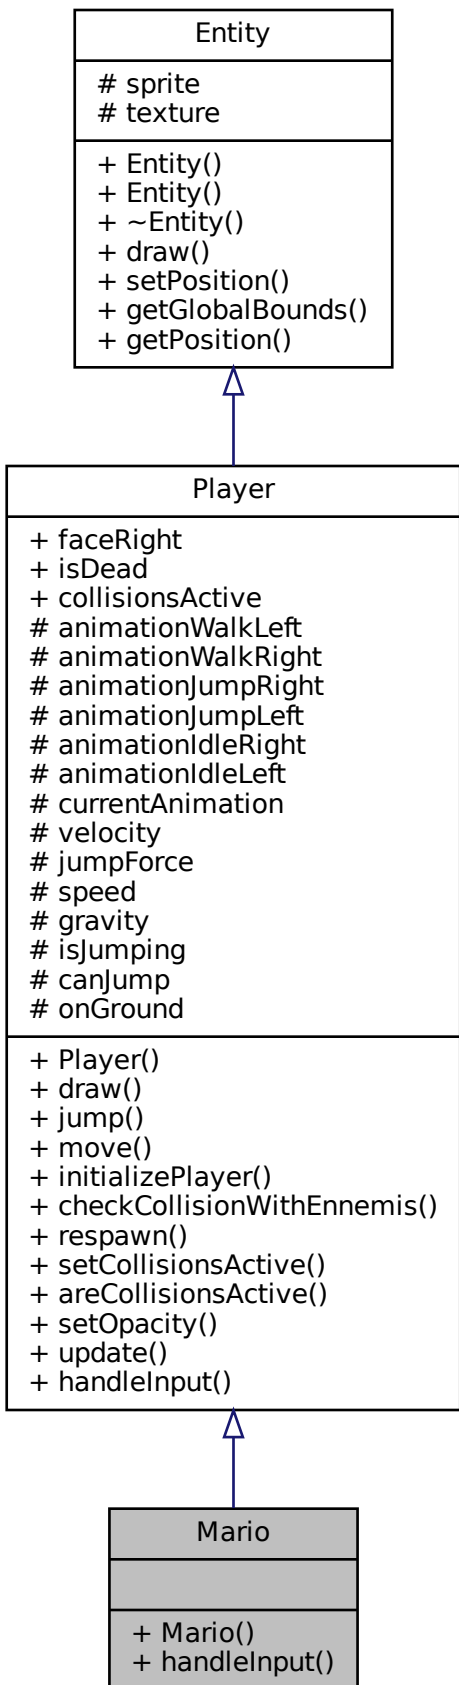 Entity
# sprite
# texture
+ Entity()
+ Entity()
+ ~Entity()
+ draw()
+ setPosition()
+ getGlobalBounds()
+ getPosition()
Player
+ faceRight
+ isDead
+ collisionsActive
# animationWalkLeft
# animationWalkRight
# animationJumpRight
# animationJumpLeft
# animationIdleRight
# animationIdleLeft
# currentAnimation
# velocity
# jumpForce
# speed
# gravity
# isJumping
# canJump
# onGround
+ Player()
+ draw()
+ jump()
+ move()
+ initializePlayer()
+ checkCollisionWithEnnemis()
+ respawn()
+ setCollisionsActive()
+ areCollisionsActive()
+ setOpacity()
+ update()
+ handleInput()
Mario
+ Mario()
+ handleInput()